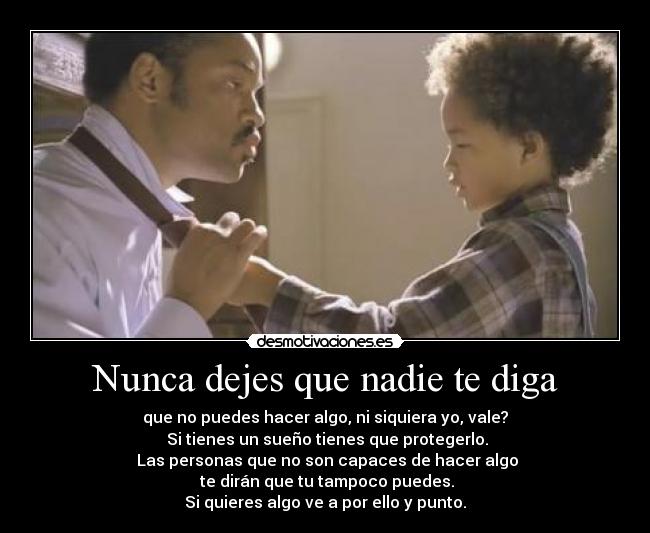 desmotivaciones.es
Nunca dejes que nadie te diga
que no puedes hacer algo, ni siquiera yo, vale?
Si tienes un sueño tienes que protegerlo.
Las personas que no son capaces de hacer algo
te dirán que tu tampoco puedes.
Si quieres algo ve a por ello y punto.